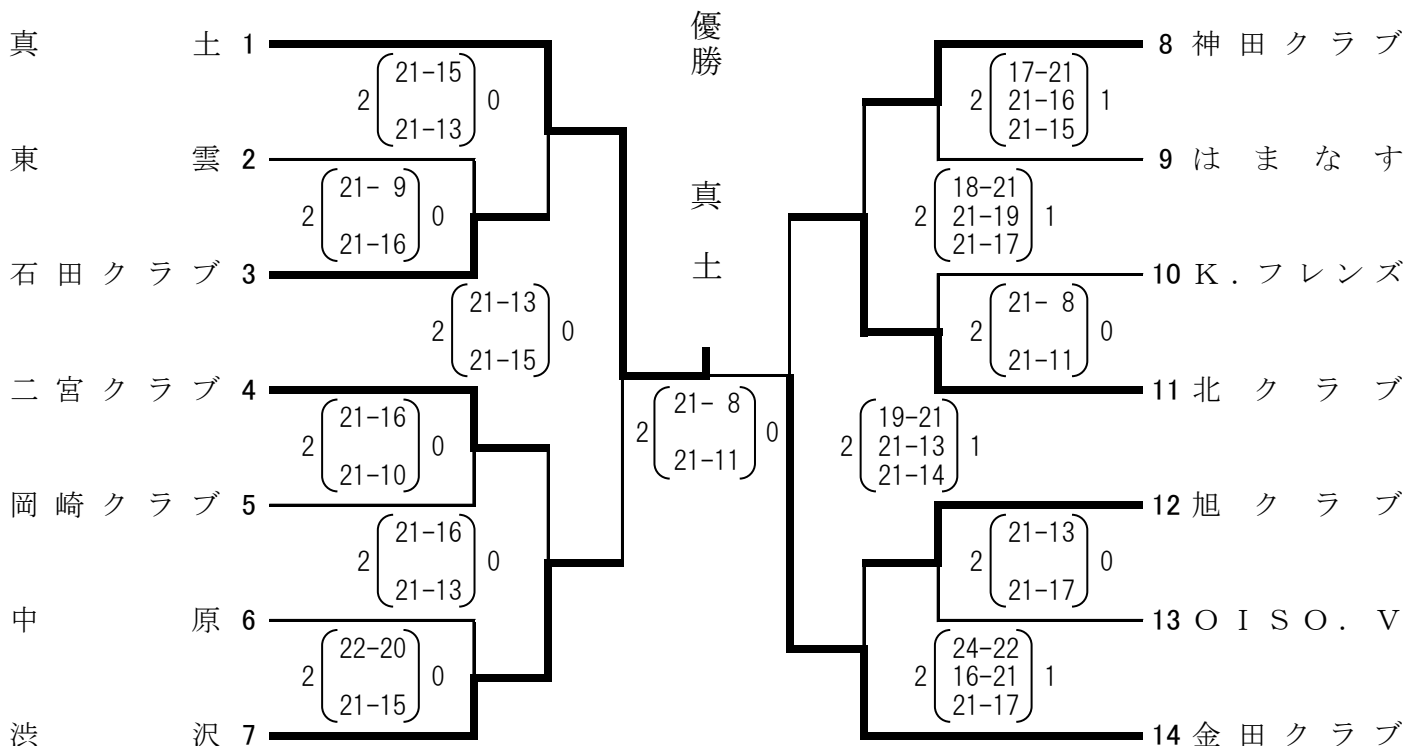 優勝
真土
真土 1
2 21-15 0
21-13
東雲 2
2 21- 9 0
21-16
石田クラブ 3
2 21-13 0
21-15
二宮クラブ 4
2 21-16 0
21-10
岡崎クラブ 5
2 21-16 0
21-13
中原 6
2 22-20 0
21-15
渋沢 7
2 21- 8 0
21-11
8 神田クラブ
17-21
2 21-16 1
21-15
9 はまなす
18-21
2 21-19 1
21-17
10 K.フレンズ
2 21- 8 0
21-11
11 北クラブ
19-21
2 21-13 1
21-14
12 旭クラブ
2 21-13 0
21-17
13 OISO.V
24-22
2 16-21 1
21-17
14 金田クラブ